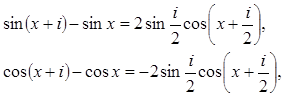 sin(x + i) − sin x = 2 sin i/2 cos(x + i/2),
cos(x + i) − cos x = −2 sin i/2 cos(x + i/2),